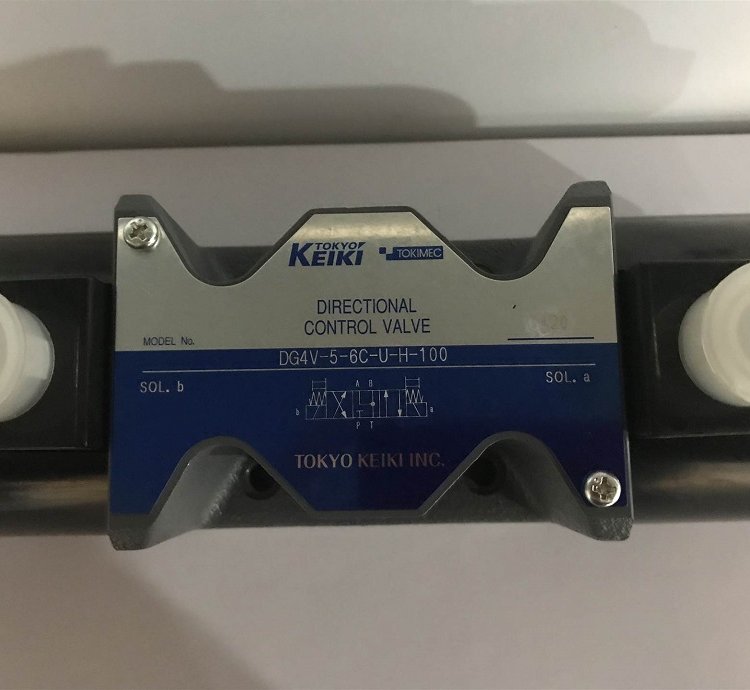 TOKYO
KEIKI
TOKIMEC
DIRECTIONAL
CONTROL VALVE
MODEL No.
DG4V-5-6C-U-H-100
SOL. b
SOL. a
A B
b
a
P T
TOKYO KEIKI INC.